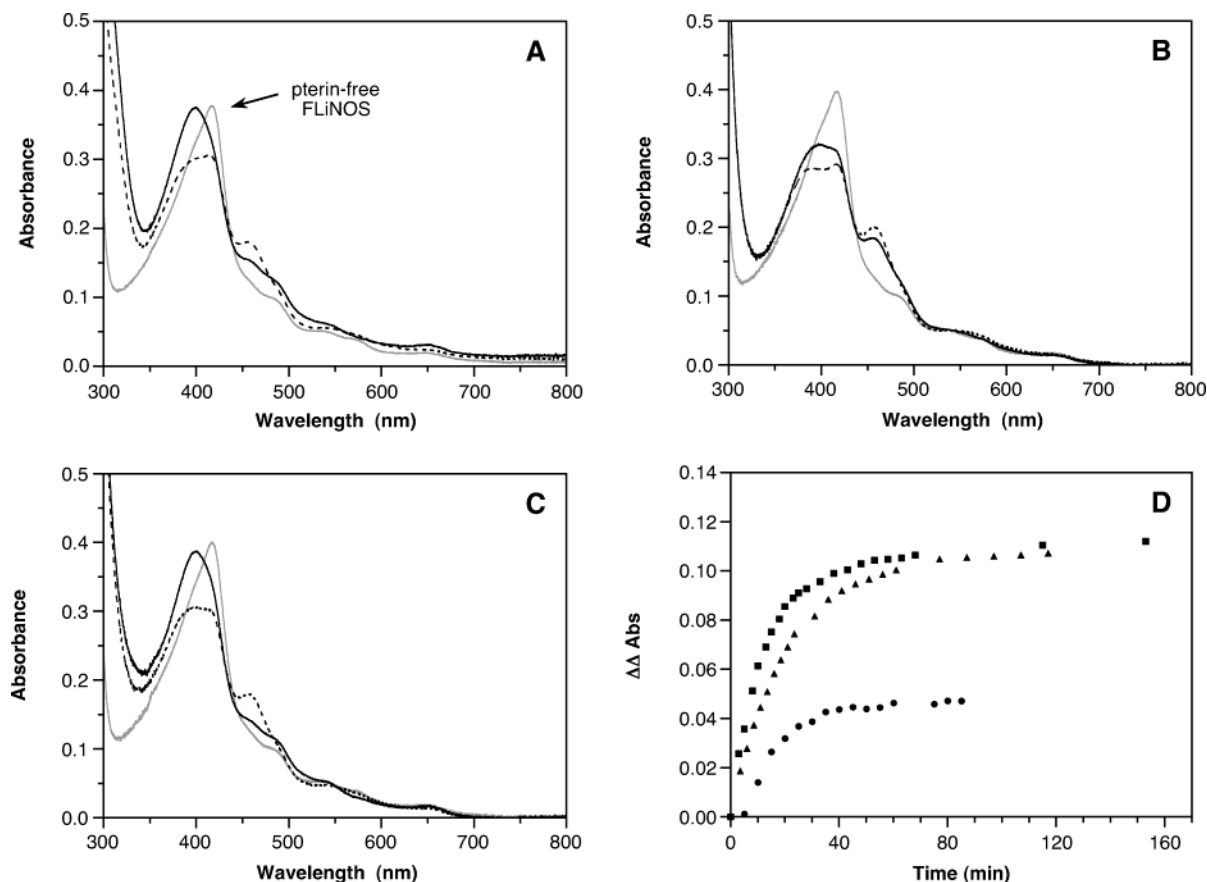 A
pterin-free
FLiNOS
0.5
0.4
0.3
0.2
0.1
0.0
Absorbance
300 400 500 600 700 800
Wavelength (nm)
B
0.5
0.4
0.3
0.2
0.1
0.0
Absorbance
300 400 500 600 700 800
Wavelength (nm)
C
0.5
0.4
0.3
0.2
0.1
0.0
Absorbance
300 400 500 600 700 800
Wavelength (nm)
D
0.14
0.12
0.10
0.08
0.06
0.04
0.02
0.00
ΔΔ Abs
0 40 80 120 160
Time (min)